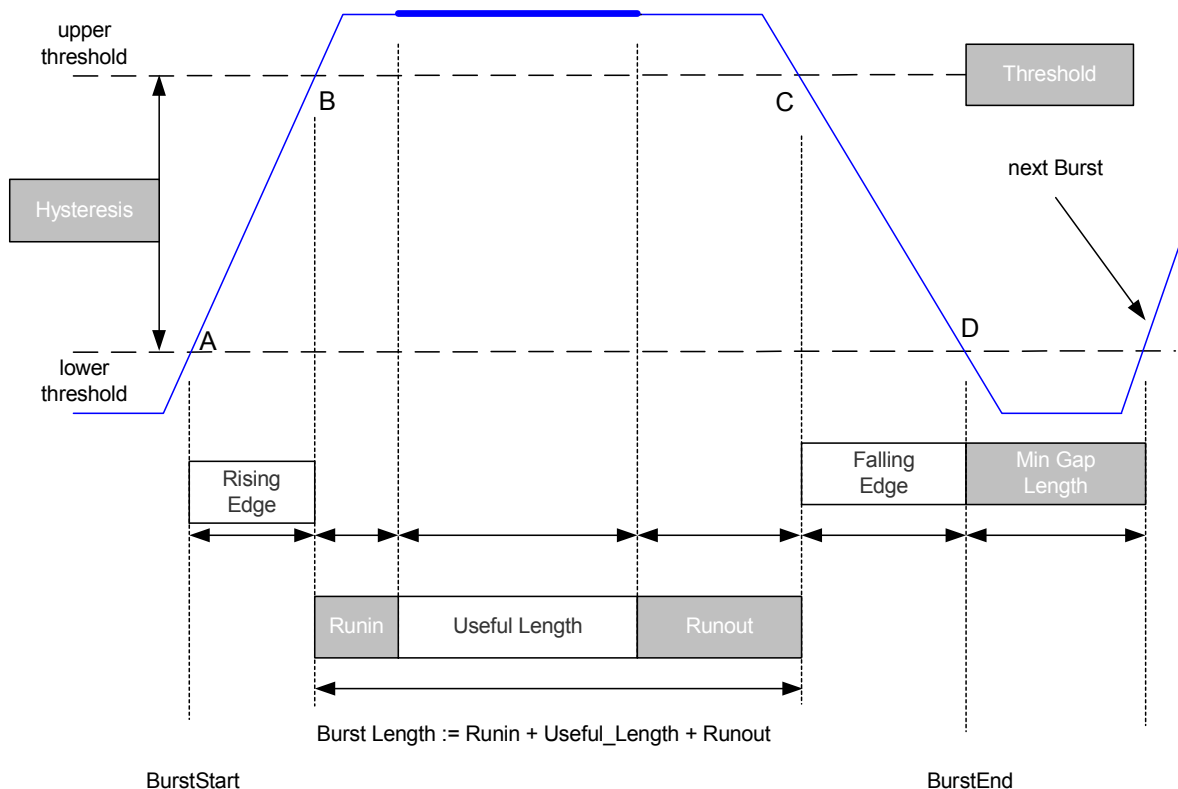 upper
threshold
B
C
Threshold
next Burst
Hysteresis
A
D
lower
threshold
Rising
Edge
Falling
Edge
Min Gap
Length
Runin
Useful Length
Runout
Burst Length := Runin + Useful_Length + Runout
BurstStart
BurstEnd